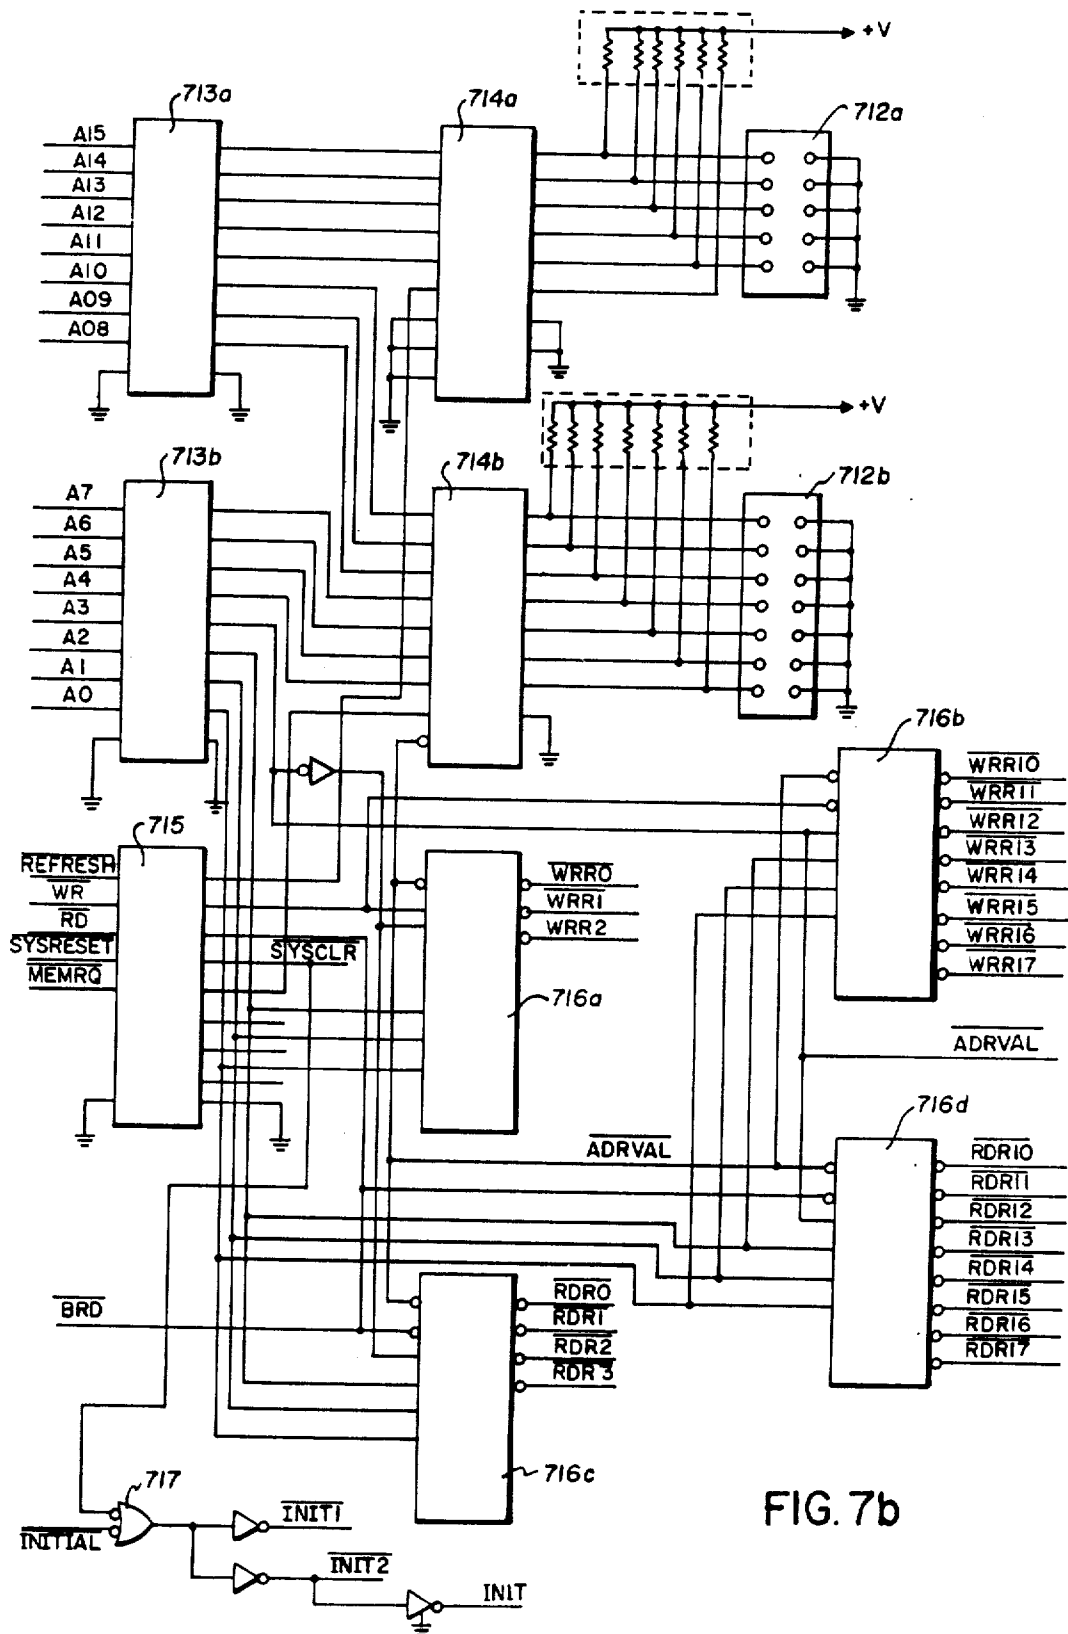 +V
713a
714a
712a
A15
A14
A13
A12
A11
A10
A09
A08
+V
713b
714b
712b
A7
A6
A5
A4
A3
A2
A1
A0
716b
WRR10
WRR11
WRR12
WRR13
WRR14
WRR15
WRR16
WRR17
715
REFRESH
WR
RD
SYSRESET
MEMRQ
SYSCLR
WRR0
WRR1
WRR2
716a
ADRVAL
716d
ADRVAL
RDR10
RDR11
RDR12
RDR13
RDR14
RDR15
RDR16
RDR17
BRD
RDR0
RDR1
RDR2
RDR3
716c
717
INITIAL
INIT1
INIT2
INIT
FIG. 7b